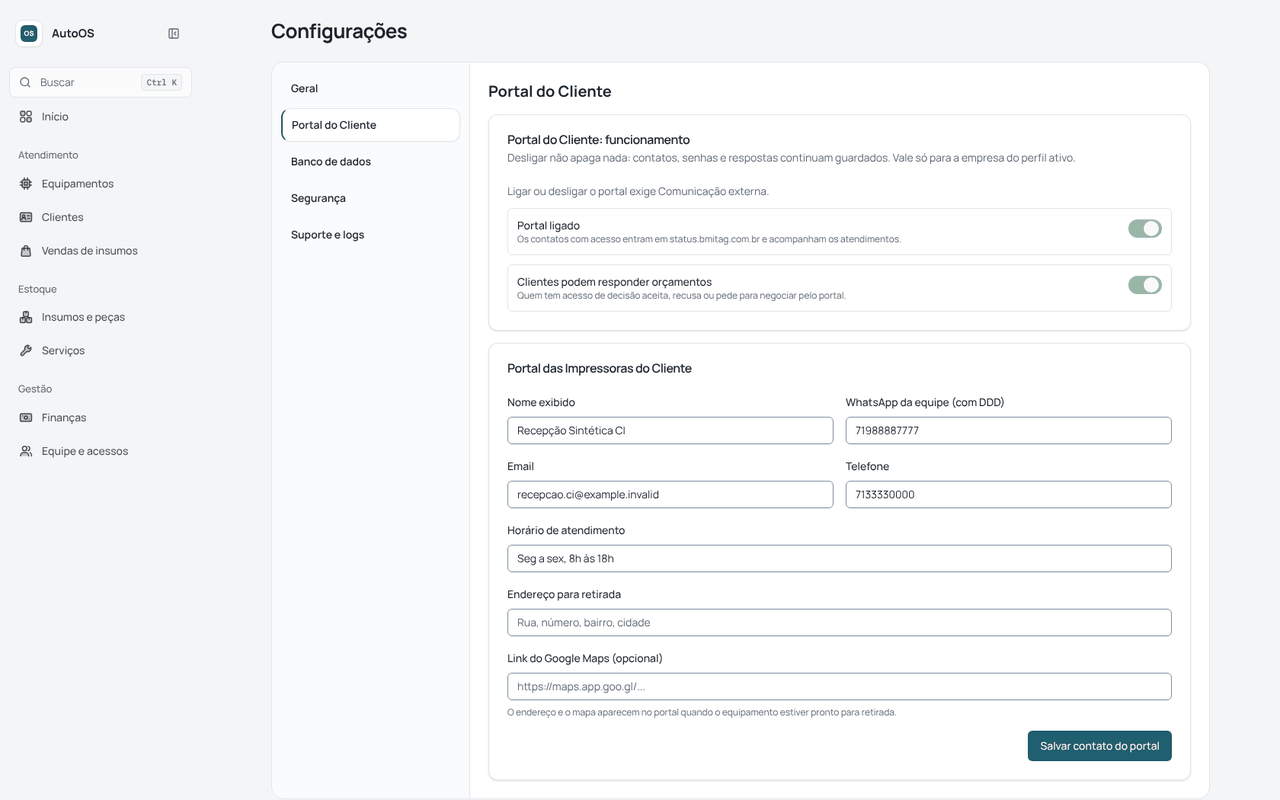 OS
AutoOS
Buscar
Ctrl K
Início
Atendimento
Equipamentos
Clientes
Vendas de insumos
Estoque
Insumos e peças
Serviços
Gestão
Finanças
Equipe e acessos
Configurações
Geral
Portal do Cliente
Banco de dados
Segurança
Suporte e logs
Portal do Cliente
Portal do Cliente: funcionamento
Desligar não apaga nada: contatos, senhas e respostas continuam guardados. Vale só para a empresa do perfil ativo.
Ligar ou desligar o portal exige Comunicação externa.
Portal ligado
Os contatos com acesso entram em status.bmitag.com.br e acompanham os atendimentos.
Clientes podem responder orçamentos
Quem tem acesso de decisão aceita, recusa ou pede para negociar pelo portal.
Portal das Impressoras do Cliente
Nome exibido
Recepção Sintética CI
WhatsApp da equipe (com DDD)
71988887777
Email
recepcao.ci@example.invalid
Telefone
7133330000
Horário de atendimento
Seg a sex, 8h às 18h
Endereço para retirada
Rua, número, bairro, cidade
Link do Google Maps (opcional)
https://maps.app.goo.gl/...
O endereço e o mapa aparecem no portal quando o equipamento estiver pronto para retirada.
Salvar contato do portal